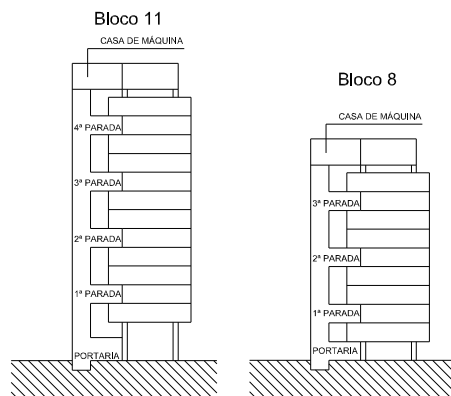 Bloco 11
CASA DE MÁQUINA
4ª PARADA
3ª PARADA
2ª PARADA
1ª PARADA
PORTARIA
Bloco 8
CASA DE MÁQUINA
3ª PARADA
2ª PARADA
1ª PARADA
PORTARIA